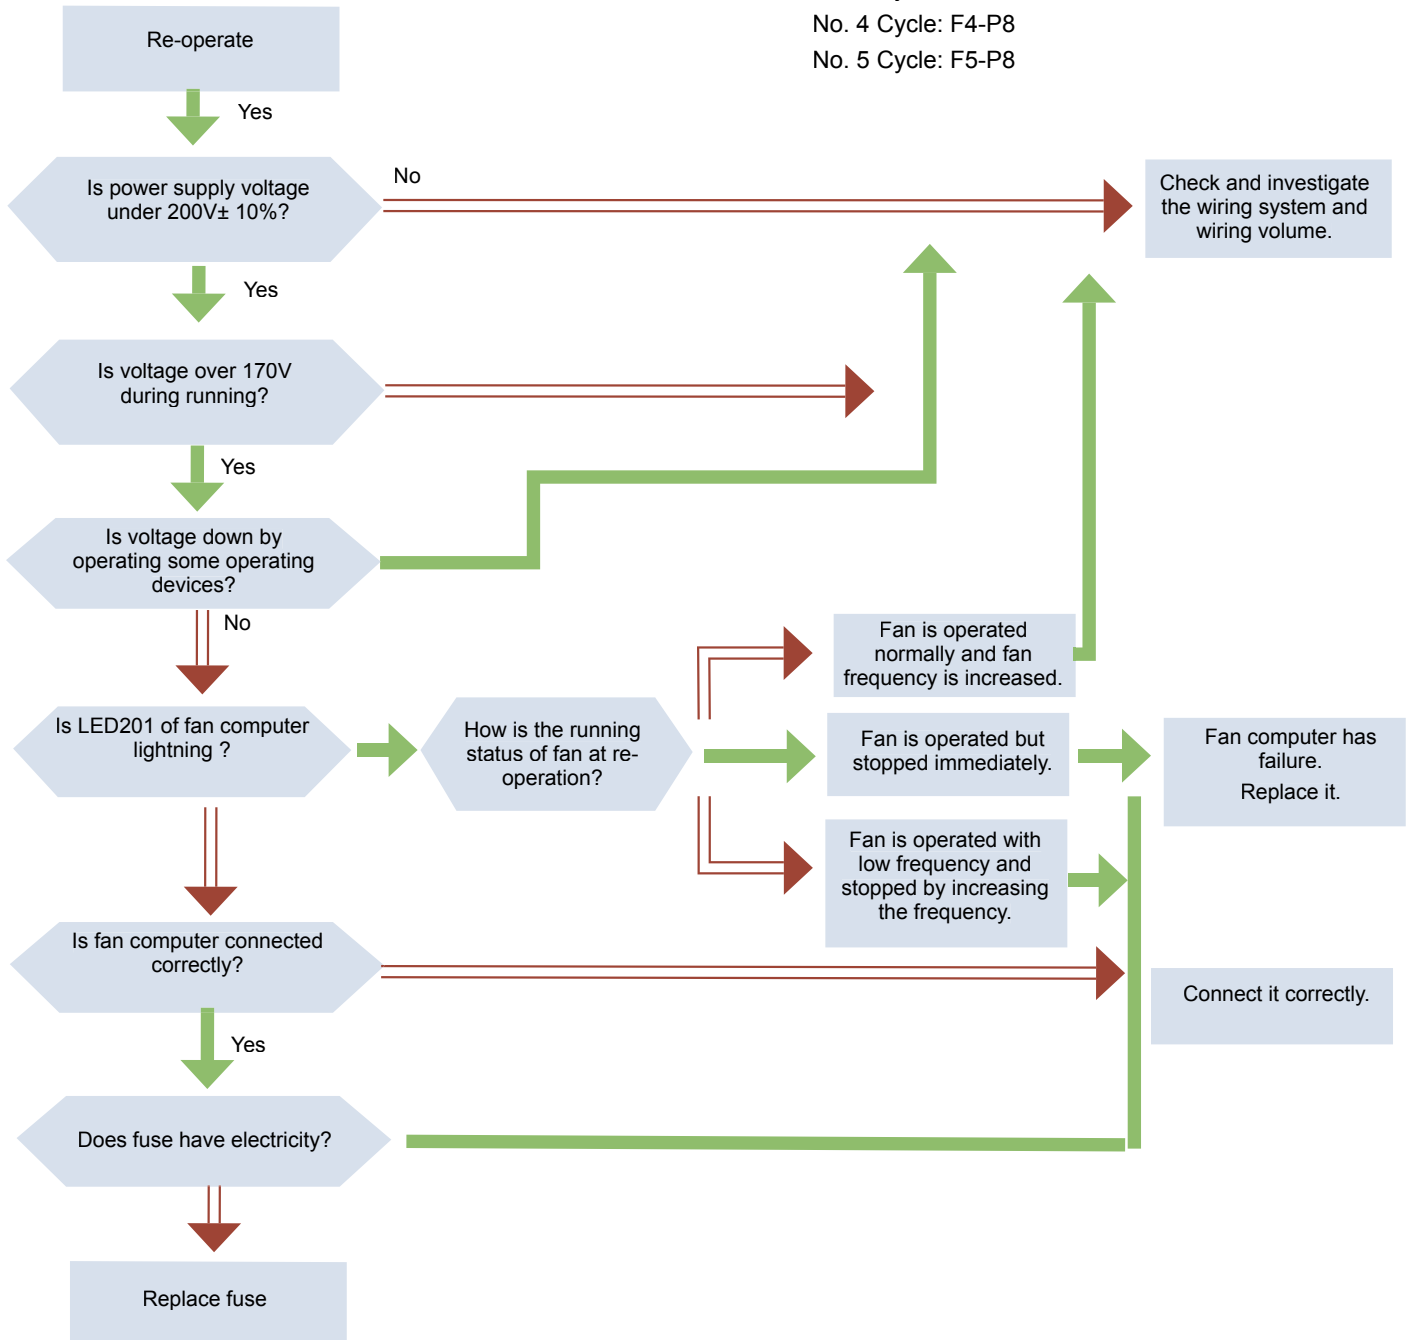 No. 4 Cycle: F4-P8
No. 5 Cycle: F5-P8
Re-operate
Yes
Is power supply voltage
under 200V± 10%?
No
Check and investigate
the wiring system and
wiring volume.
Yes
Is voltage over 170V
during running?
Yes
Is voltage down by
operating some operating
devices?
No
Fan is operated
normally and fan
frequency is increased.
Is LED201 of fan computer
lightning ?
How is the running
status of fan at re-
operation?
Fan is operated but
stopped immediately.
Fan computer has
failure.
Replace it.
Fan is operated with
low frequency and
stopped by increasing
the frequency.
Is fan computer connected
correctly?
Connect it correctly.
Yes
Does fuse have electricity?
Replace fuse